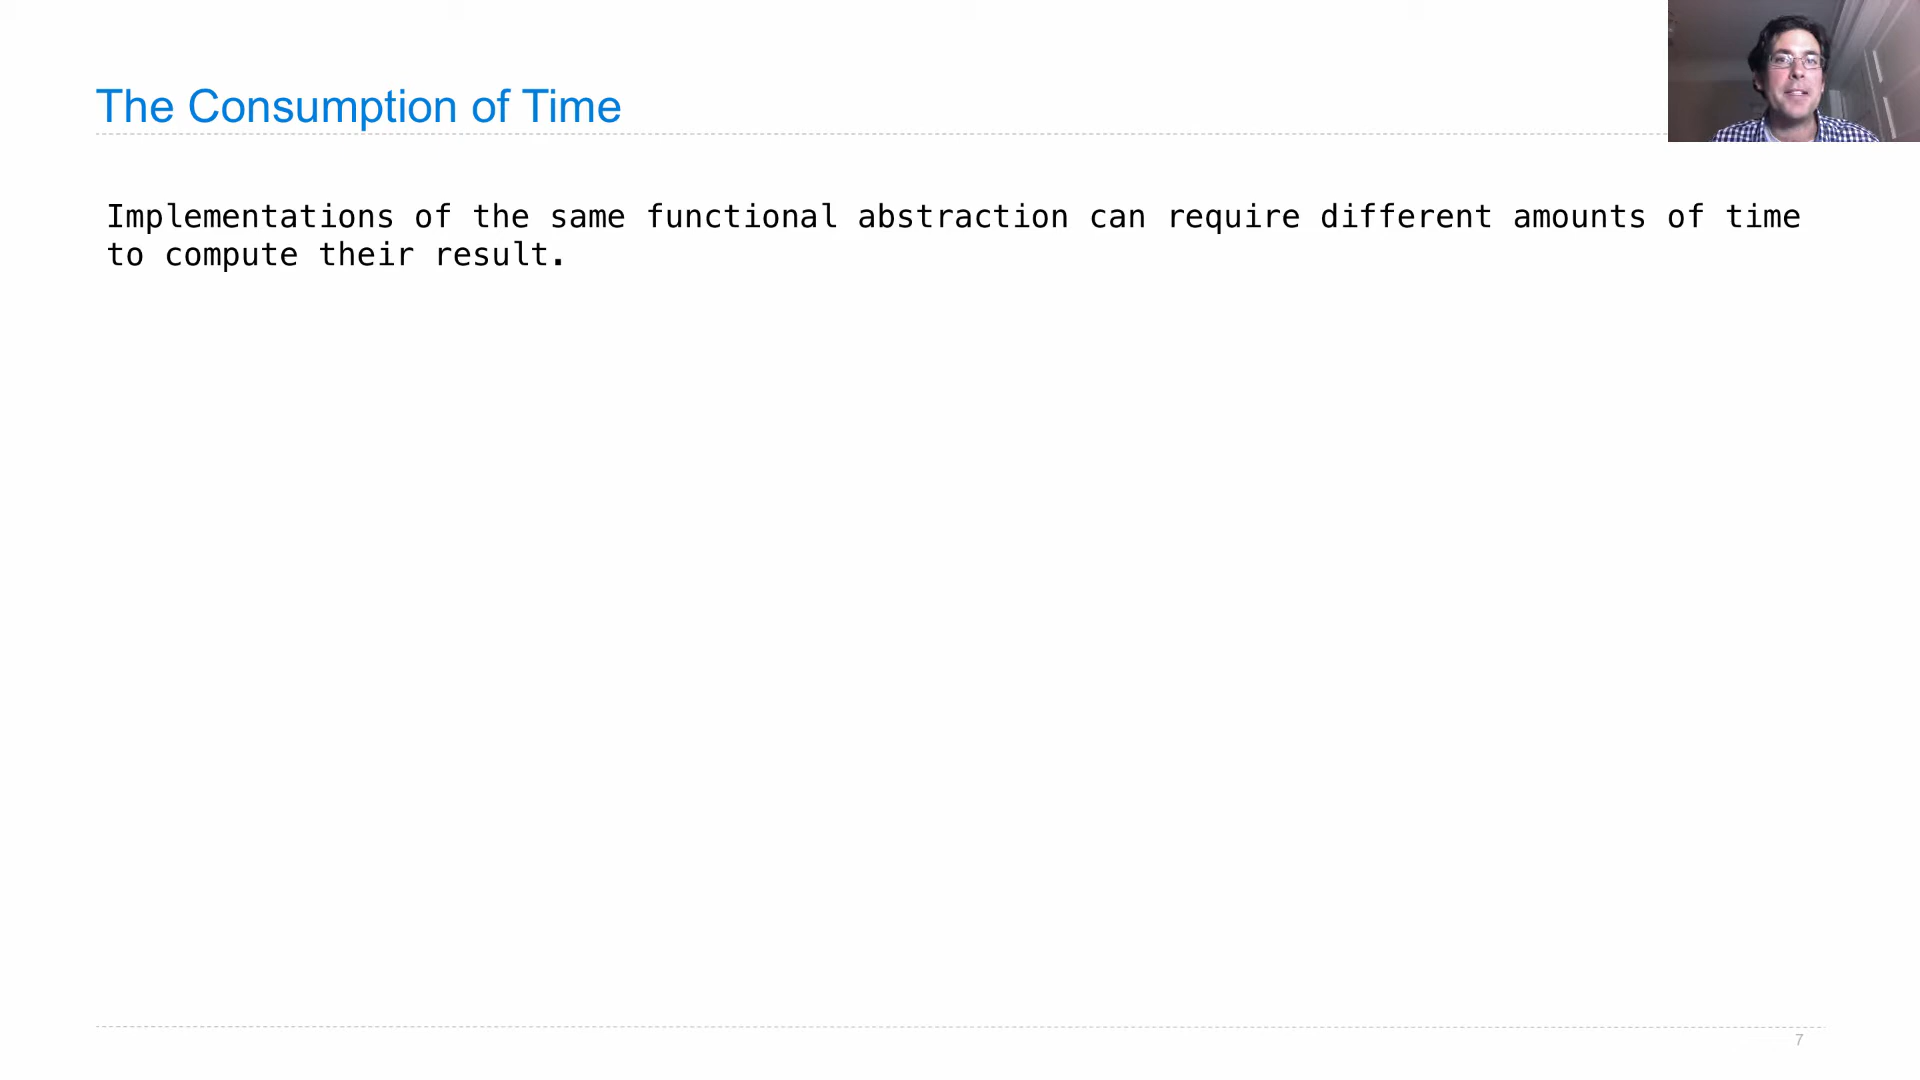 The Consumption of Time
Implementations of the same functional abstraction can require different amounts of time
to compute their result.
7